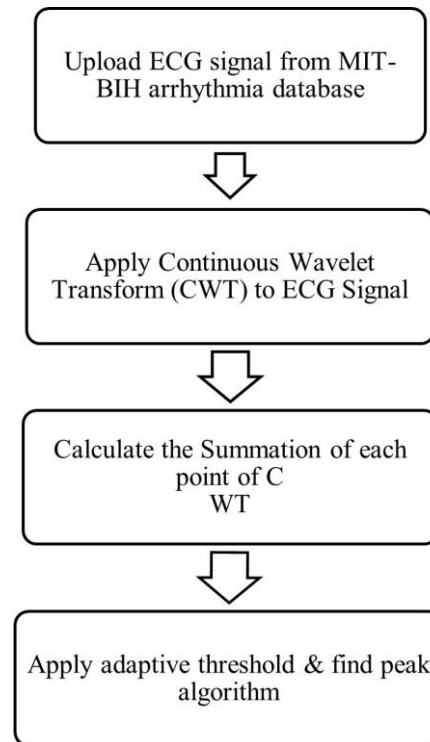 Upload ECG signal from MIT-
BIH arrhythmia database
Apply Continuous Wavelet
Transform (CWT) to ECG Signal
Calculate the Summation of each
point of C
WT
Apply adaptive threshold & find peak
algorithm